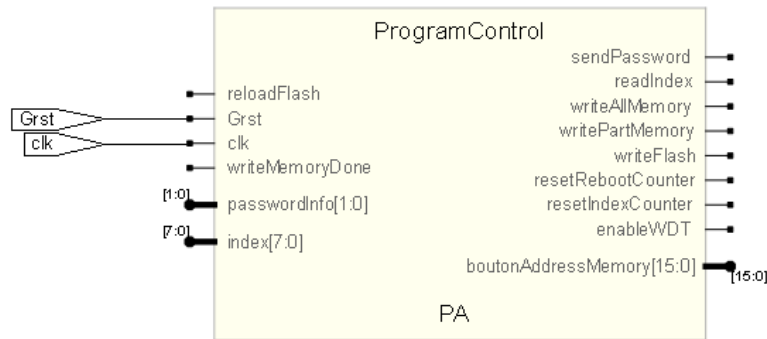 ProgramControl
sendPassword
readIndex
reloadFlash
writeAllMemory
Grst
Grst
writePartMemory
clk
clk
writeFlash
writeMemoryDone
resetRebootCounter
[1:0]
passwordInfo[1:0]
resetIndexCounter
enableWDT
[7:0]
index[7:0]
boutonAddressMemory[15:0]
[15:0]
PA